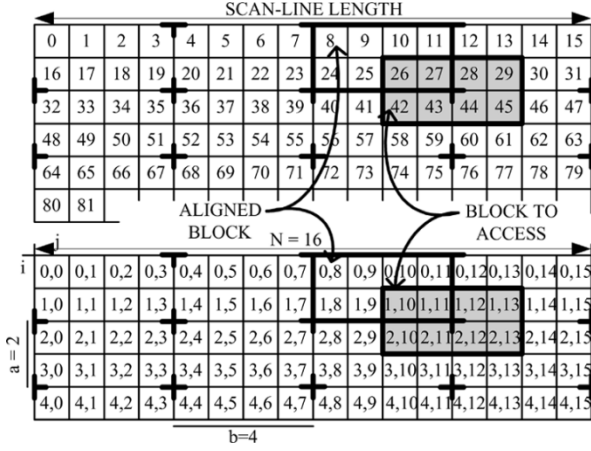 SCAN-LINE LENGTH
0 1 2 3 4 5 6 7 8 9 10 11 12 13 14 15
16 17 18 19 20 21 22 23 24 25 26 27 28 29 30 31
32 33 34 35 36 37 38 39 40 41 42 43 44 45 46 47
48 49 50 51 52 53 54 55 56 57 58 59 60 61 62 63
64 65 66 67 68 69 70 71 72 73 74 75 76 77 78 79
80 81
ALIGNED BLOCK TO
BLOCK ACCESS
j N = 16
i
0,0 0,1 0,2 0,3 0,4 0,5 0,6 0,7 0,8 0,9 0,10 0,11 0,12 0,13 0,14 0,15
1,0 1,1 1,2 1,3 1,4 1,5 1,6 1,7 1,8 1,9 1,10 1,11 1,12 1,13 1,14 1,15
2,0 2,1 2,2 2,3 2,4 2,5 2,6 2,7 2,8 2,9 2,10 2,11 2,12 2,13 2,14 2,15
a = 2
3,0 3,1 3,2 3,3 3,4 3,5 3,6 3,7 3,8 3,9 3,10 3,11 3,12 3,13 3,14 3,15
4,0 4,1 4,2 4,3 4,4 4,5 4,6 4,7 4,8 4,9 4,10 4,11 4,12 4,13 4,14 4,15
b=4